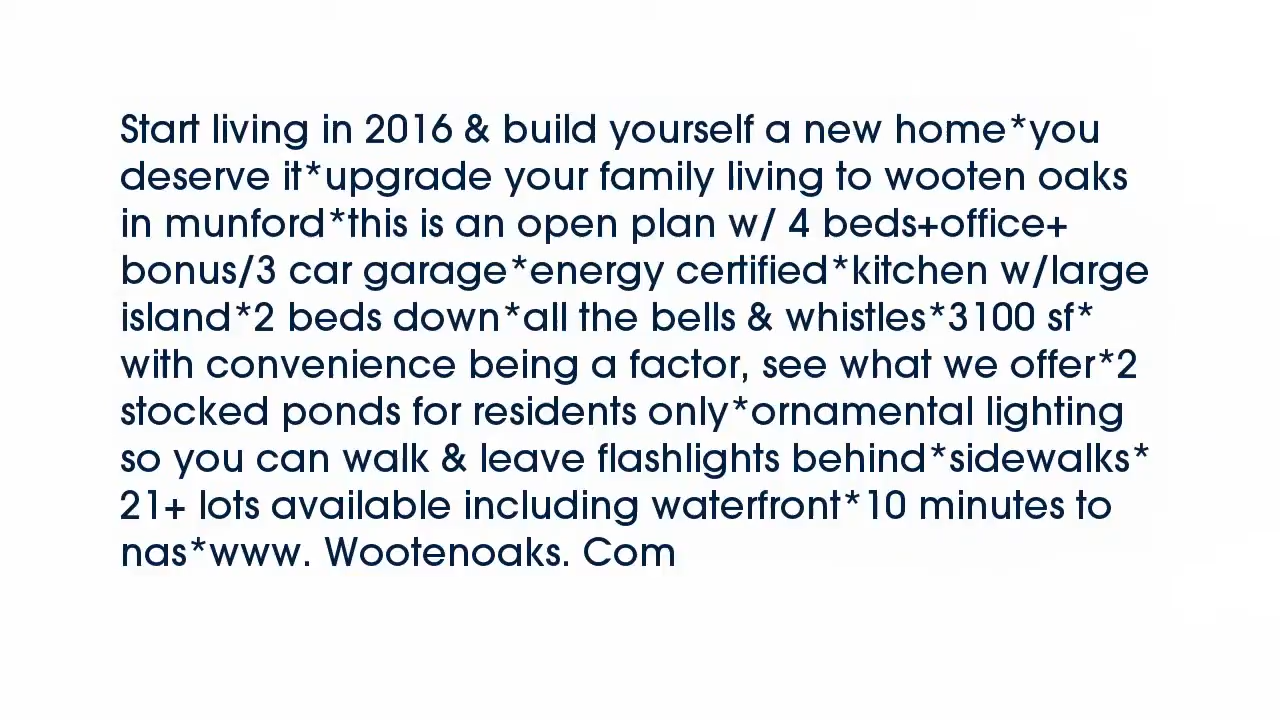 Start living in 2016 & build yourself a new home*you
deserve it*upgrade your family living to wooten oaks
in munford*this is an open plan w/ 4 beds+office+
bonus/3 car garage*energy certified*kitchen w/large
island*2 beds down*all the bells & whistles*3100 sf*
with convenience being a factor, see what we offer*2
stocked ponds for residents only*ornamental lighting
so you can walk & leave flashlights behind*sidewalks*
21+ lots available including waterfront*10 minutes to
nas*www. Wootenoaks. Com